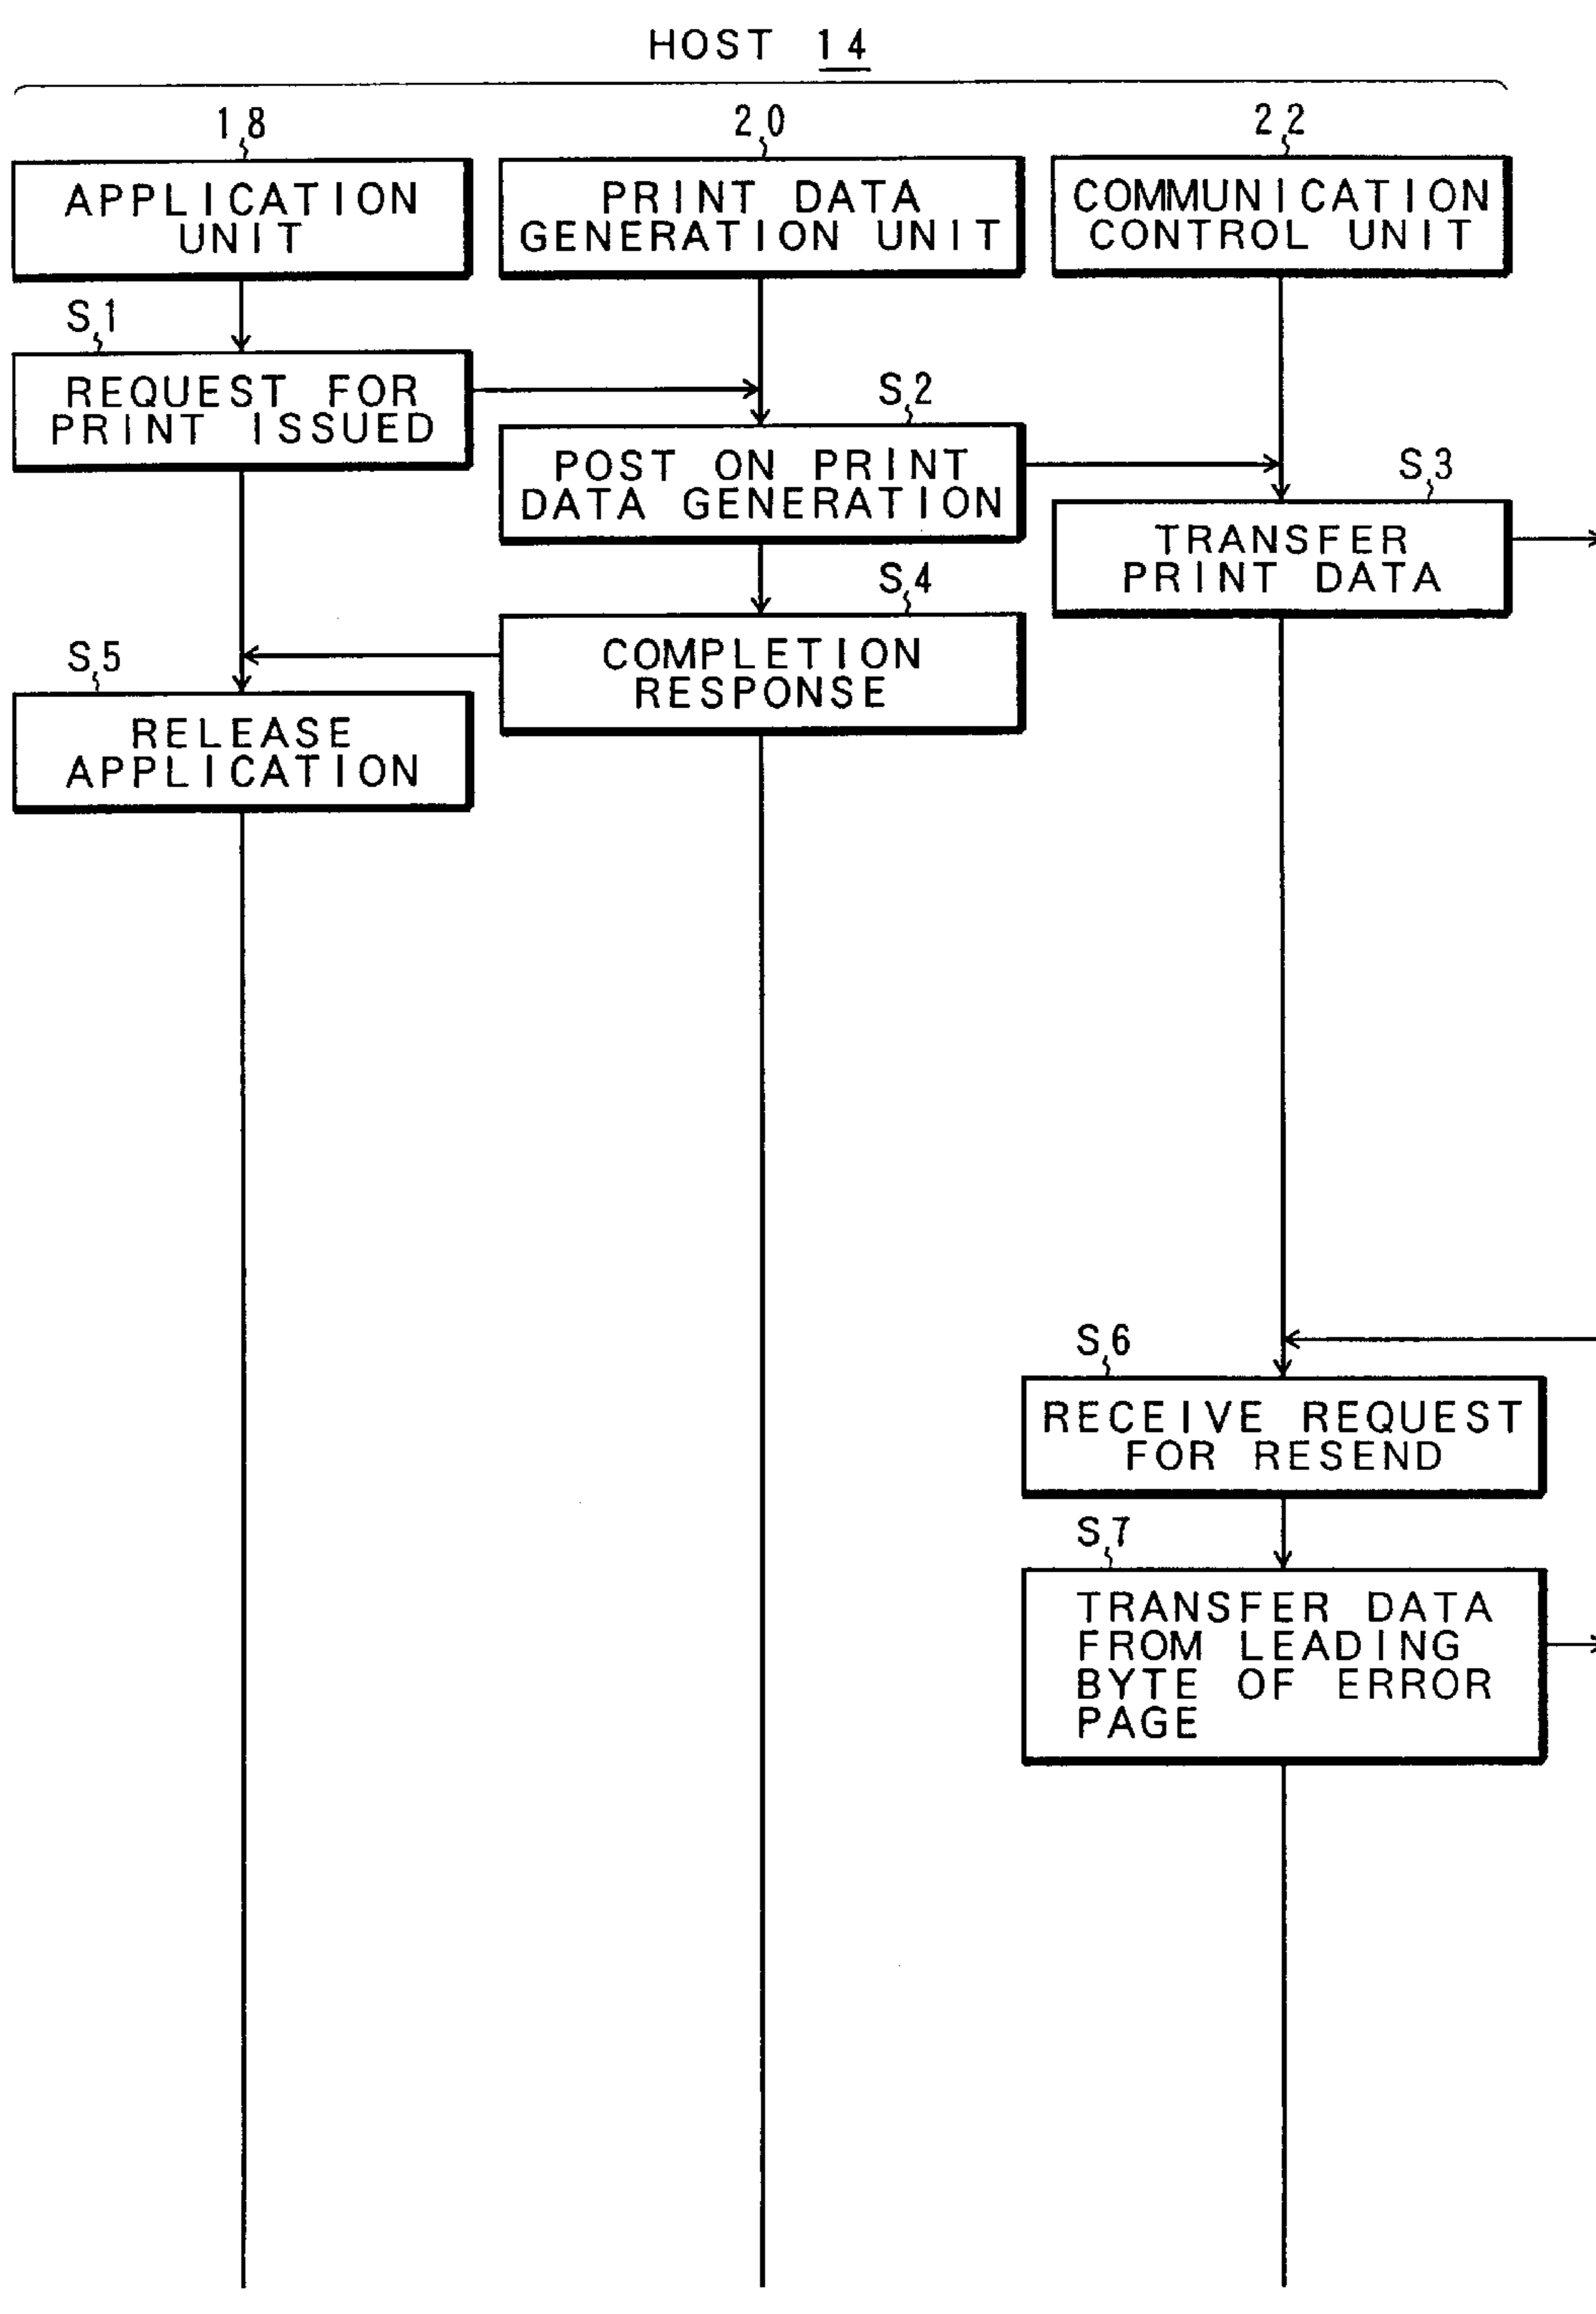 HOST 14
18
20
22
APPLICATION
UNIT
PRINT DATA
GENERATION UNIT
COMMUNICATION
CONTROL UNIT
S1
REQUEST FOR
PRINT ISSUED
S2
POST ON PRINT
DATA GENERATION
S3
TRANSFER
PRINT DATA
S4
COMPLETION
RESPONSE
S5
RELEASE
APPLICATION
S6
RECEIVE REQUEST
FOR RESEND
S7
TRANSFER DATA
FROM LEADING
BYTE OF ERROR
PAGE